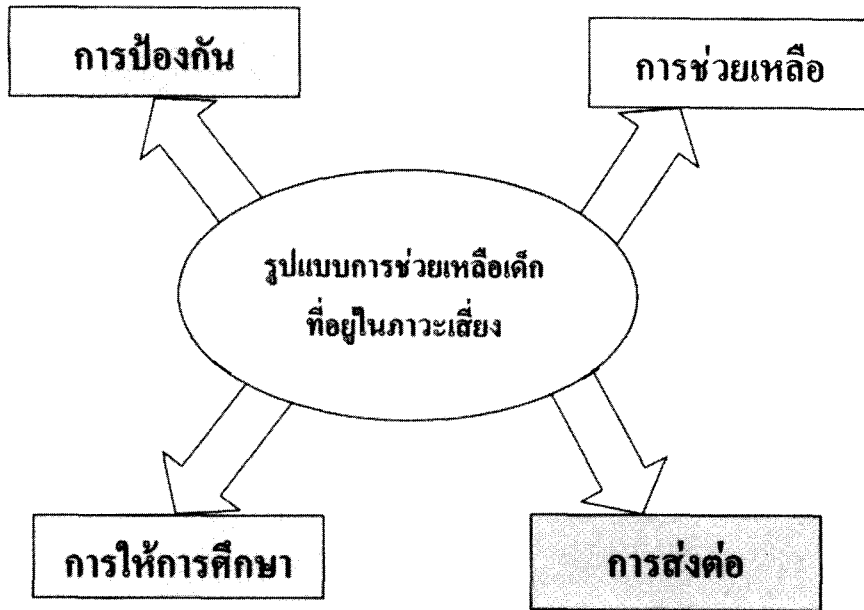 การป้องกัน
การช่วยเหลือ
รูปแบบการช่วยเหลือเด็ก
ที่อยู่ในภาวะเสี่ยง
การให้การศึกษา
การส่งต่อ